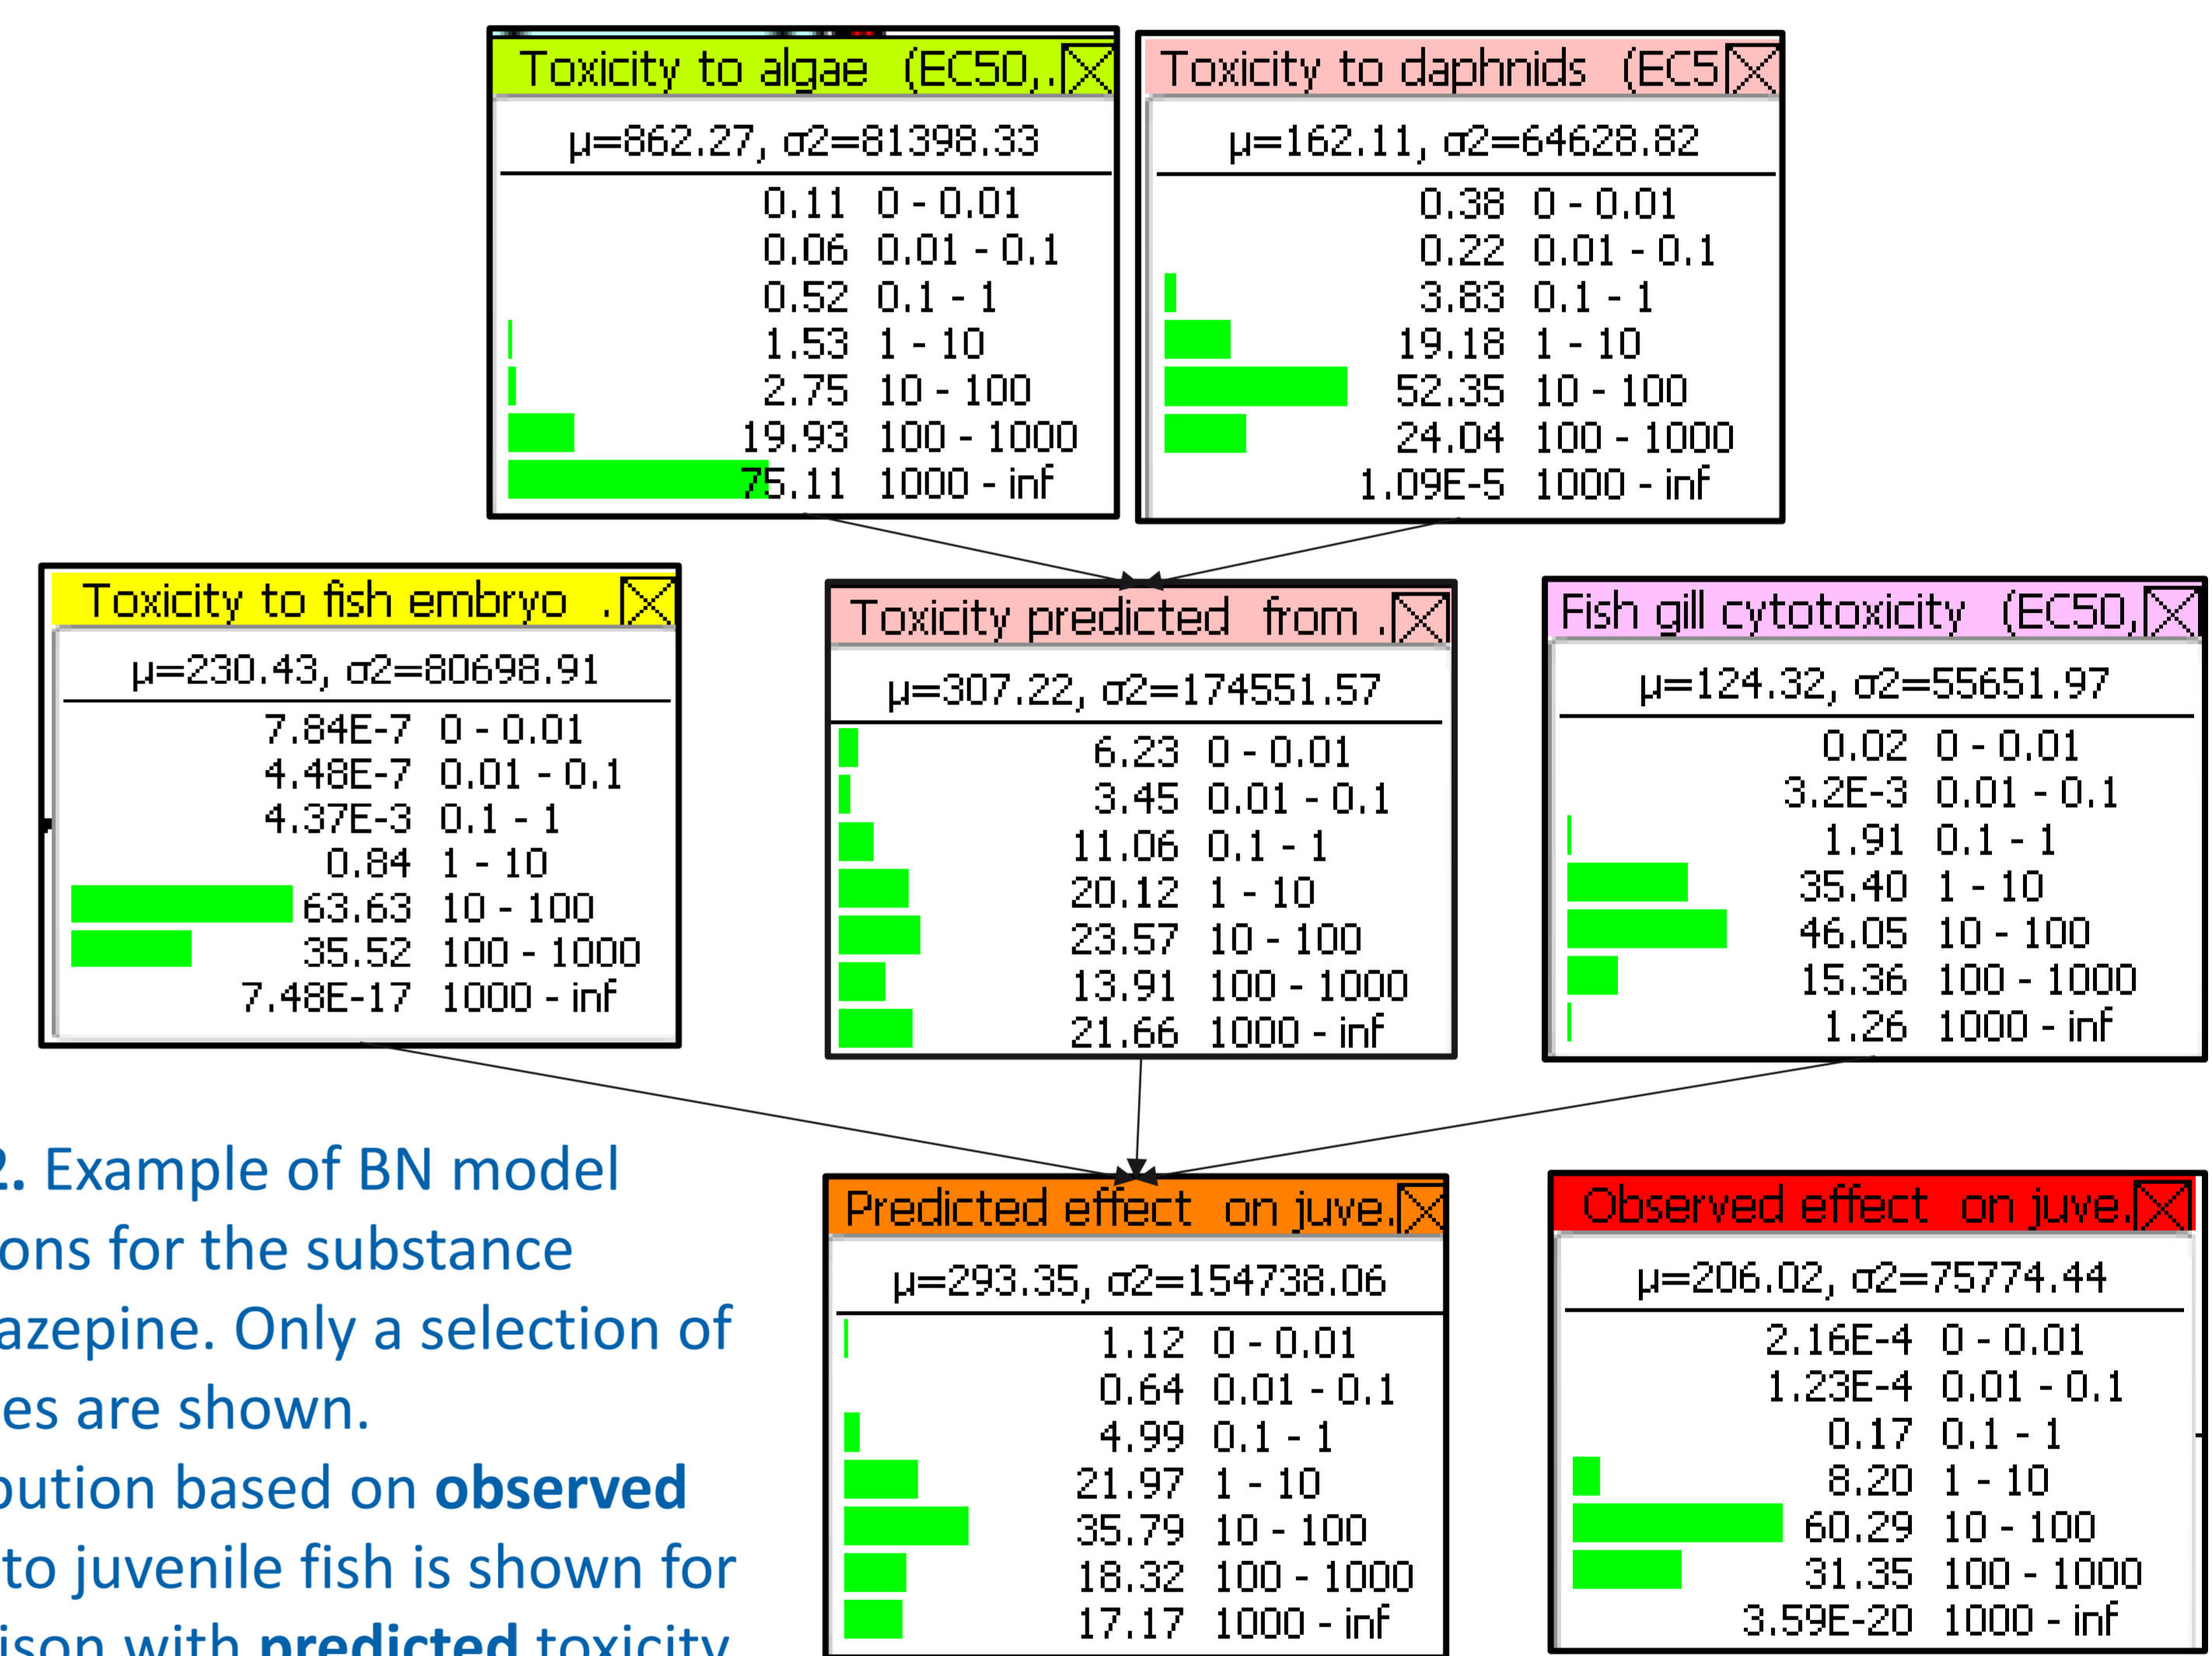 Toxicity to algae (EC50,.
μ=862.27, σ2=81398.33
0.11 0 - 0.01
0.06 0.01 - 0.1
0.52 0.1 - 1
1.53 1 - 10
2.75 10 - 100
19.93 100 - 1000
75.11 1000 - inf
Toxicity to daphnids (EC5
μ=162.11, σ2=64628.82
0.38 0 - 0.01
0.22 0.01 - 0.1
3.83 0.1 - 1
19.18 1 - 10
52.35 10 - 100
24.04 100 - 1000
1.09E-5 1000 - inf
Toxicity to fish embryo .
μ=230.43, σ2=80698.91
7.84E-7 0 - 0.01
4.48E-7 0.01 - 0.1
4.37E-3 0.1 - 1
0.84 1 - 10
63.63 10 - 100
35.52 100 - 1000
7.48E-17 1000 - inf
Toxicity predicted from .
μ=307.22, σ2=174551.57
6.23 0 - 0.01
3.45 0.01 - 0.1
11.06 0.1 - 1
20.12 1 - 10
23.57 10 - 100
13.91 100 - 1000
21.66 1000 - inf
Fish gill cytotoxicity (EC50,
μ=124.32, σ2=55651.97
0.02 0 - 0.01
3.2E-3 0.01 - 0.1
1.91 0.1 - 1
35.40 1 - 10
46.05 10 - 100
15.36 100 - 1000
1.26 1000 - inf
2. Example of BN model
ons for the substance
azepine. Only a selection of
es are shown.
bution based on observed
to juvenile fish is shown for
ison with predicted toxicity
Predicted effect on juve.
μ=293.35, σ2=154738.06
1.12 0 - 0.01
0.64 0.01 - 0.1
4.99 0.1 - 1
21.97 1 - 10
35.79 10 - 100
18.32 100 - 1000
17.17 1000 - inf
Observed effect on juve.
μ=206.02, σ2=75774.44
2.16E-4 0 - 0.01
1.23E-4 0.01 - 0.1
0.17 0.1 - 1
8.20 1 - 10
60.29 10 - 100
31.35 100 - 1000
3.59E-20 1000 - inf